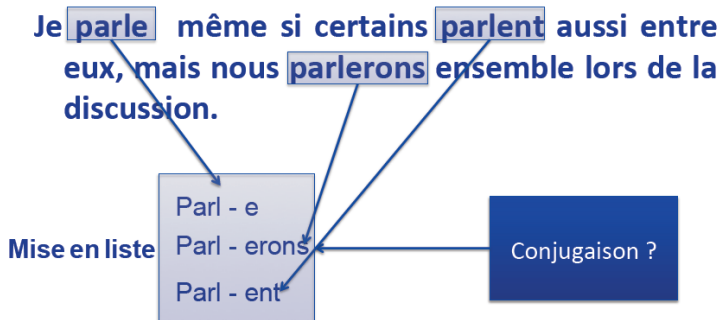 Je parle même si certains parlent aussi entre
eux, mais nous parlerons ensemble lors de la
discussion.
Parl - e
Mise en liste
Parl - erons
Parl - ent
Conjugaison ?